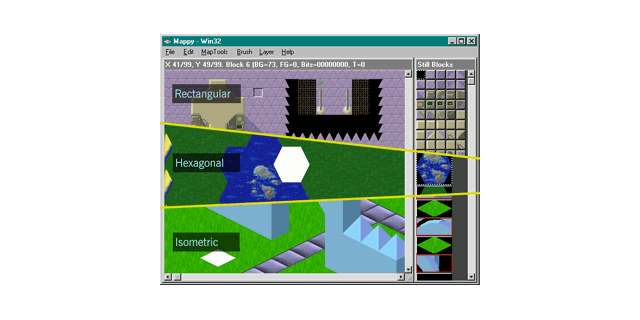 Mappy - Win32
File Edit MapTools Brush Layer Help
X 41/99, Y 49/99. Block 6 (BG=73, FG=0, Bits=00000000, T=0
Still Blocks
Rectangular
Hexagonal
Isometric